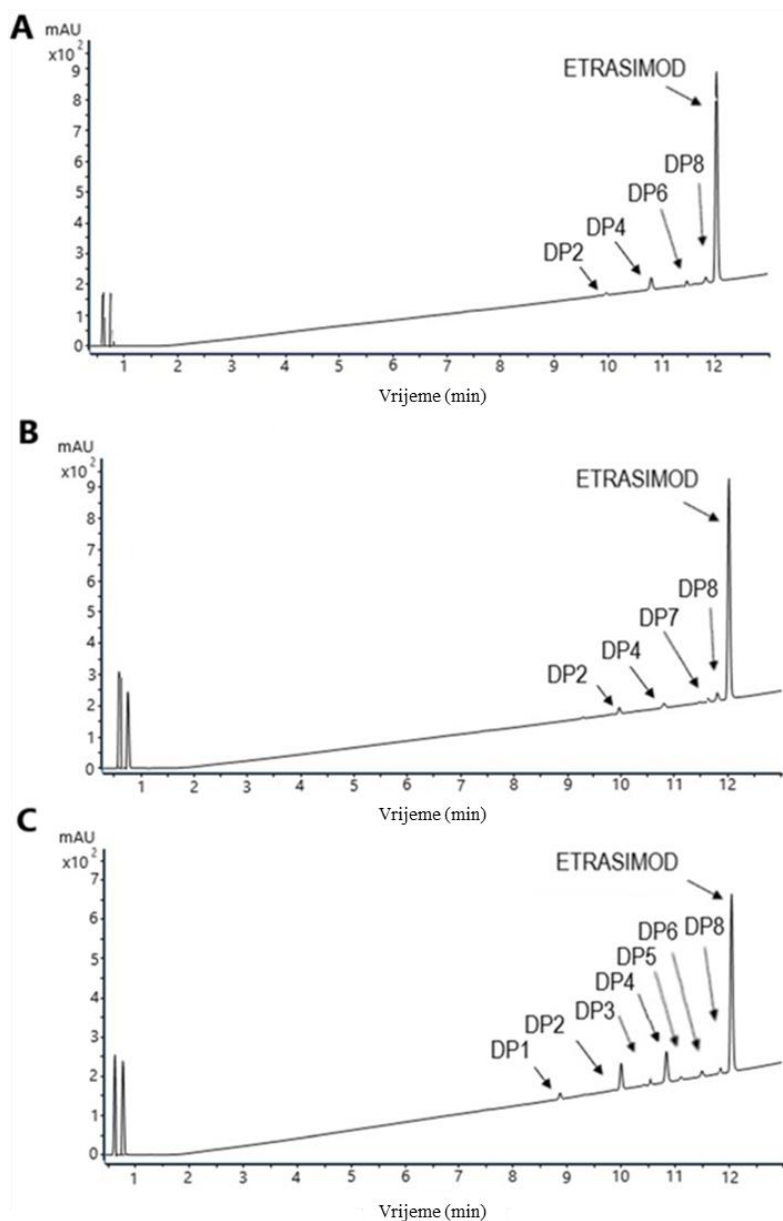 A
mAU
x10²
9
8
7
6
5
4
3
2
1
0
ETRASIMOD
DP8
DP6
DP4
DP2
1 2 3 4 5 6 7 8 9 10 11 12
Vrijeme (min)
B
mAU
x10²
9
8
7
6
5
4
3
2
1
0
ETRASIMOD
DP8
DP7
DP4
DP2
1 2 3 4 5 6 7 8 9 10 11 12
Vrijeme (min)
C
mAU
x10²
7
6
5
4
3
2
1
0
ETRASIMOD
DP8
DP6
DP5
DP4
DP3
DP2
DP1
1 2 3 4 5 6 7 8 9 10 11 12
Vrijeme (min)